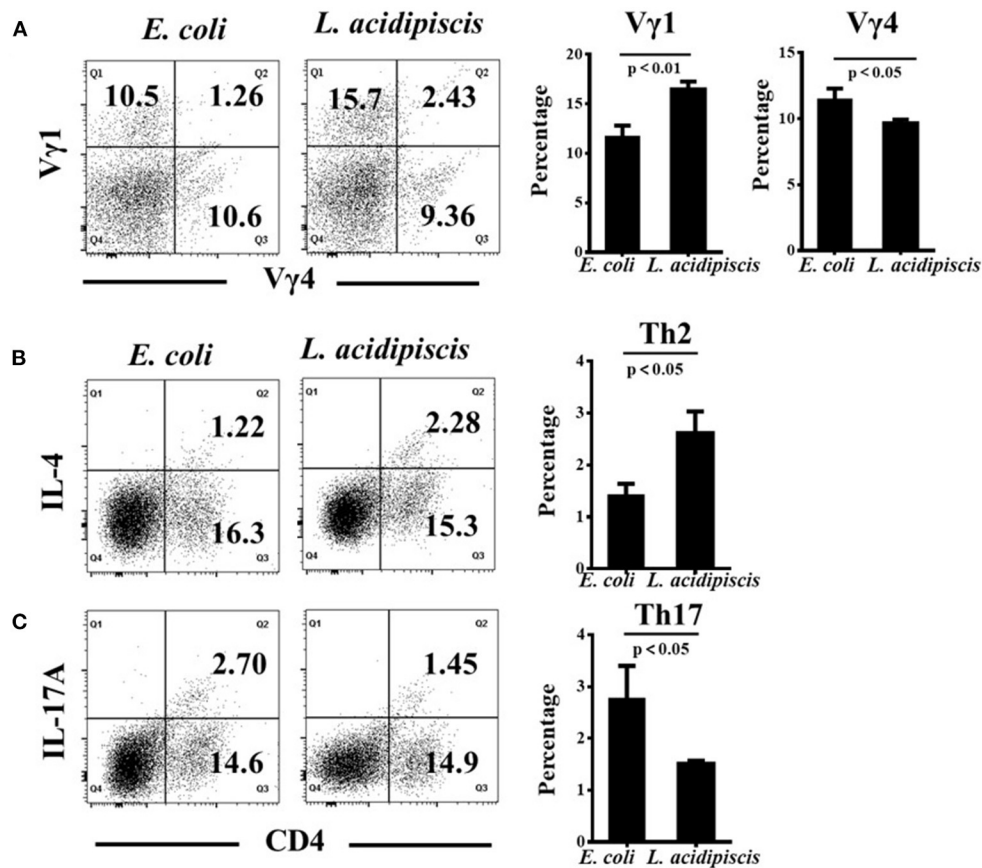 A
E. coli
L. acidipiscis
Vγ1
Q1
10.5
Q2
1.26
Q4
10.6
Q3
Q1
15.7
Q2
2.43
Q4
9.36
Q3
Vγ4
Vγ1
p < 0.01
Percentage
20
15
10
5
0
E. coli
L. acidipiscis
Vγ4
p < 0.05
Percentage
15
10
5
0
E. coli
L. acidipiscis
B
E. coli
L. acidipiscis
IL-4
Q1
Q2
1.22
Q4
16.3
Q3
Q1
Q2
2.28
Q4
15.3
Q3
Th2
p < 0.05
Percentage
4
3
2
1
0
E. coli
L. acidipiscis
C
IL-17A
Q1
Q2
2.70
Q4
14.6
Q3
Q1
Q2
1.45
Q4
14.9
Q3
CD4
Th17
p < 0.05
Percentage
4
3
2
1
0
E. coli
L. acidipiscis